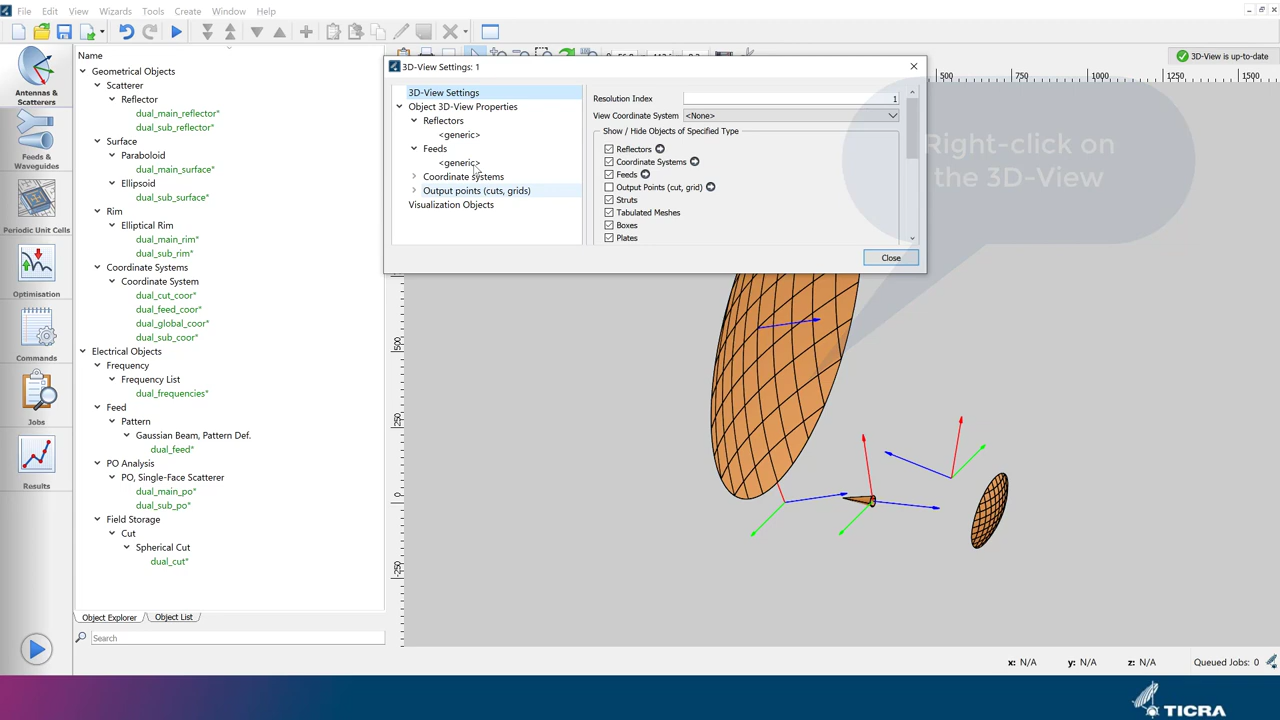 File Edit View Wizards Tools Create Window Help
Name
Geometrical Objects
Scatterer
Reflector
dual_main_reflector*
dual_sub_reflector*
Surface
Paraboloid
dual_main_surface*
Ellipsoid
dual_sub_surface*
Rim
Elliptical Rim
dual_main_rim*
dual_sub_rim*
Coordinate Systems
Coordinate System
dual_cut_coor*
dual_feed_coor*
dual_global_coor*
dual_sub_coor*
Electrical Objects
Frequency
Frequency List
dual_frequencies*
Feed
Pattern
Gaussian Beam, Pattern Def.
dual_feed*
PO Analysis
PO, Single-Face Scatterer
dual_main_po*
dual_sub_po*
Field Storage
Cut
Spherical Cut
dual_cut*
Object Explorer Object List
Search
Antennas &
Scatterers
Feeds &
Waveguides
Periodic Unit Cells
Optimisation
Commands
Jobs
Results
3D-View Settings: 1
3D-View Settings
Object 3D-View Properties
Reflectors
<generic>
Feeds
<generic>
Coordinate systems
Output points (cuts, grids)
Visualization Objects
Resolution Index 1
View Coordinate System <None>
Show / Hide Objects of Specified Type
Reflectors
Coordinate Systems
Feeds
Output Points (cut, grid)
Struts
Tabulated Meshes
Boxes
Plates
Close
3D-View is up-to-date
500 750 1000 1250 1500
500
250
0
-250
Right-click on
the 3D-View
x: N/A y: N/A z: N/A Queued Jobs: 0
TICRA